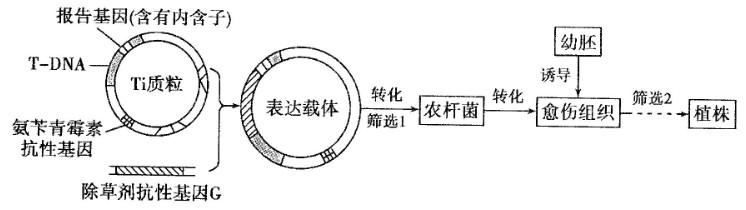 报告基因(含有内含子)
T-DNA
Ti质粒
氨苄青霉素
抗性基因
除草剂抗性基因G
表达载体
转化
筛选1
农杆菌
转化
幼胚
诱导
愈伤组织
筛选2
植株